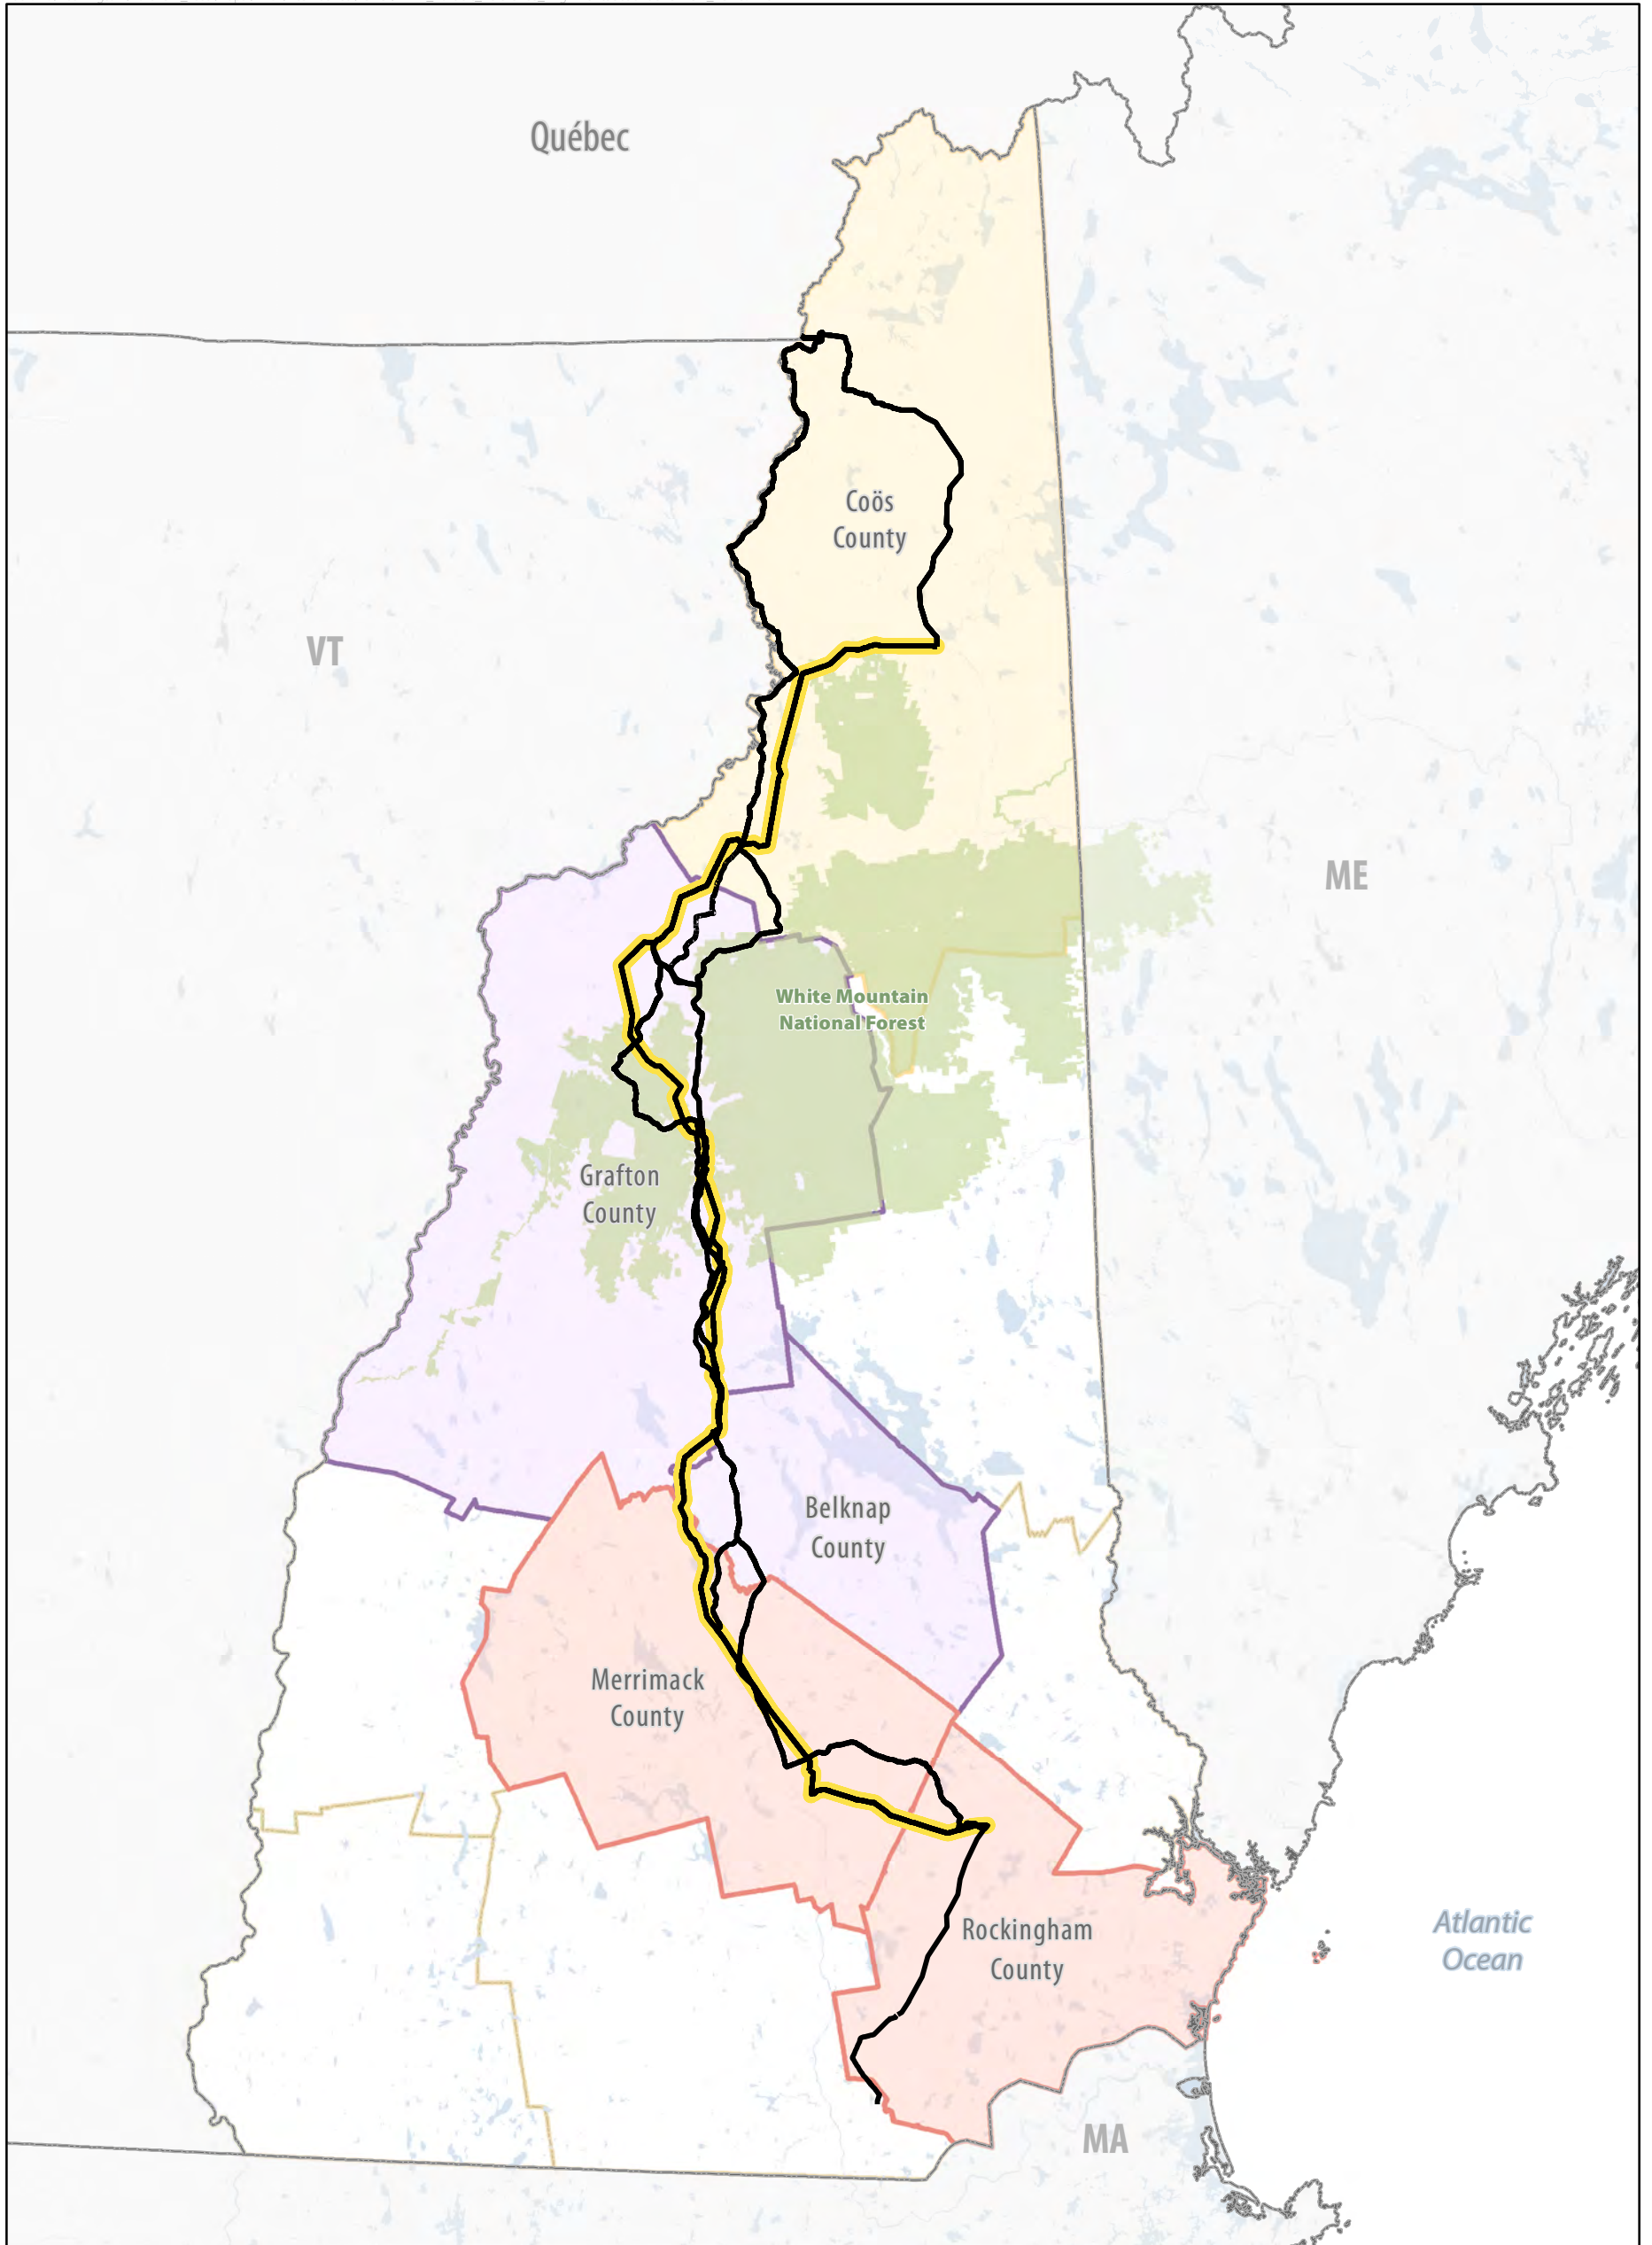 Québec
Coös
County
VT
ME
White Mountain
National Forest
Grafton
County
Belknap
County
Merrimack
County
Rockingham
County
Atlantic
Ocean
MA